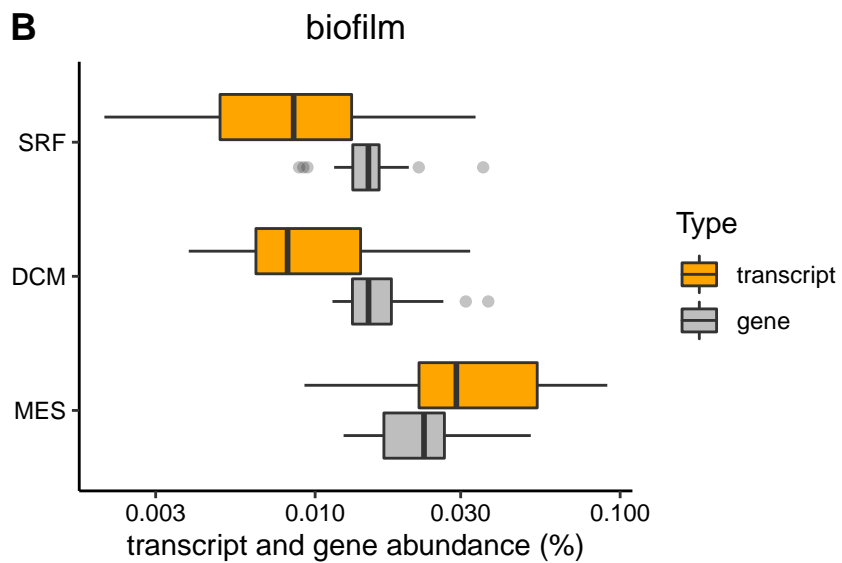 B
biofilm
SRF
DCM
MES
0.003 0.010 0.030 0.100
transcript and gene abundance (%)
Type
transcript
gene